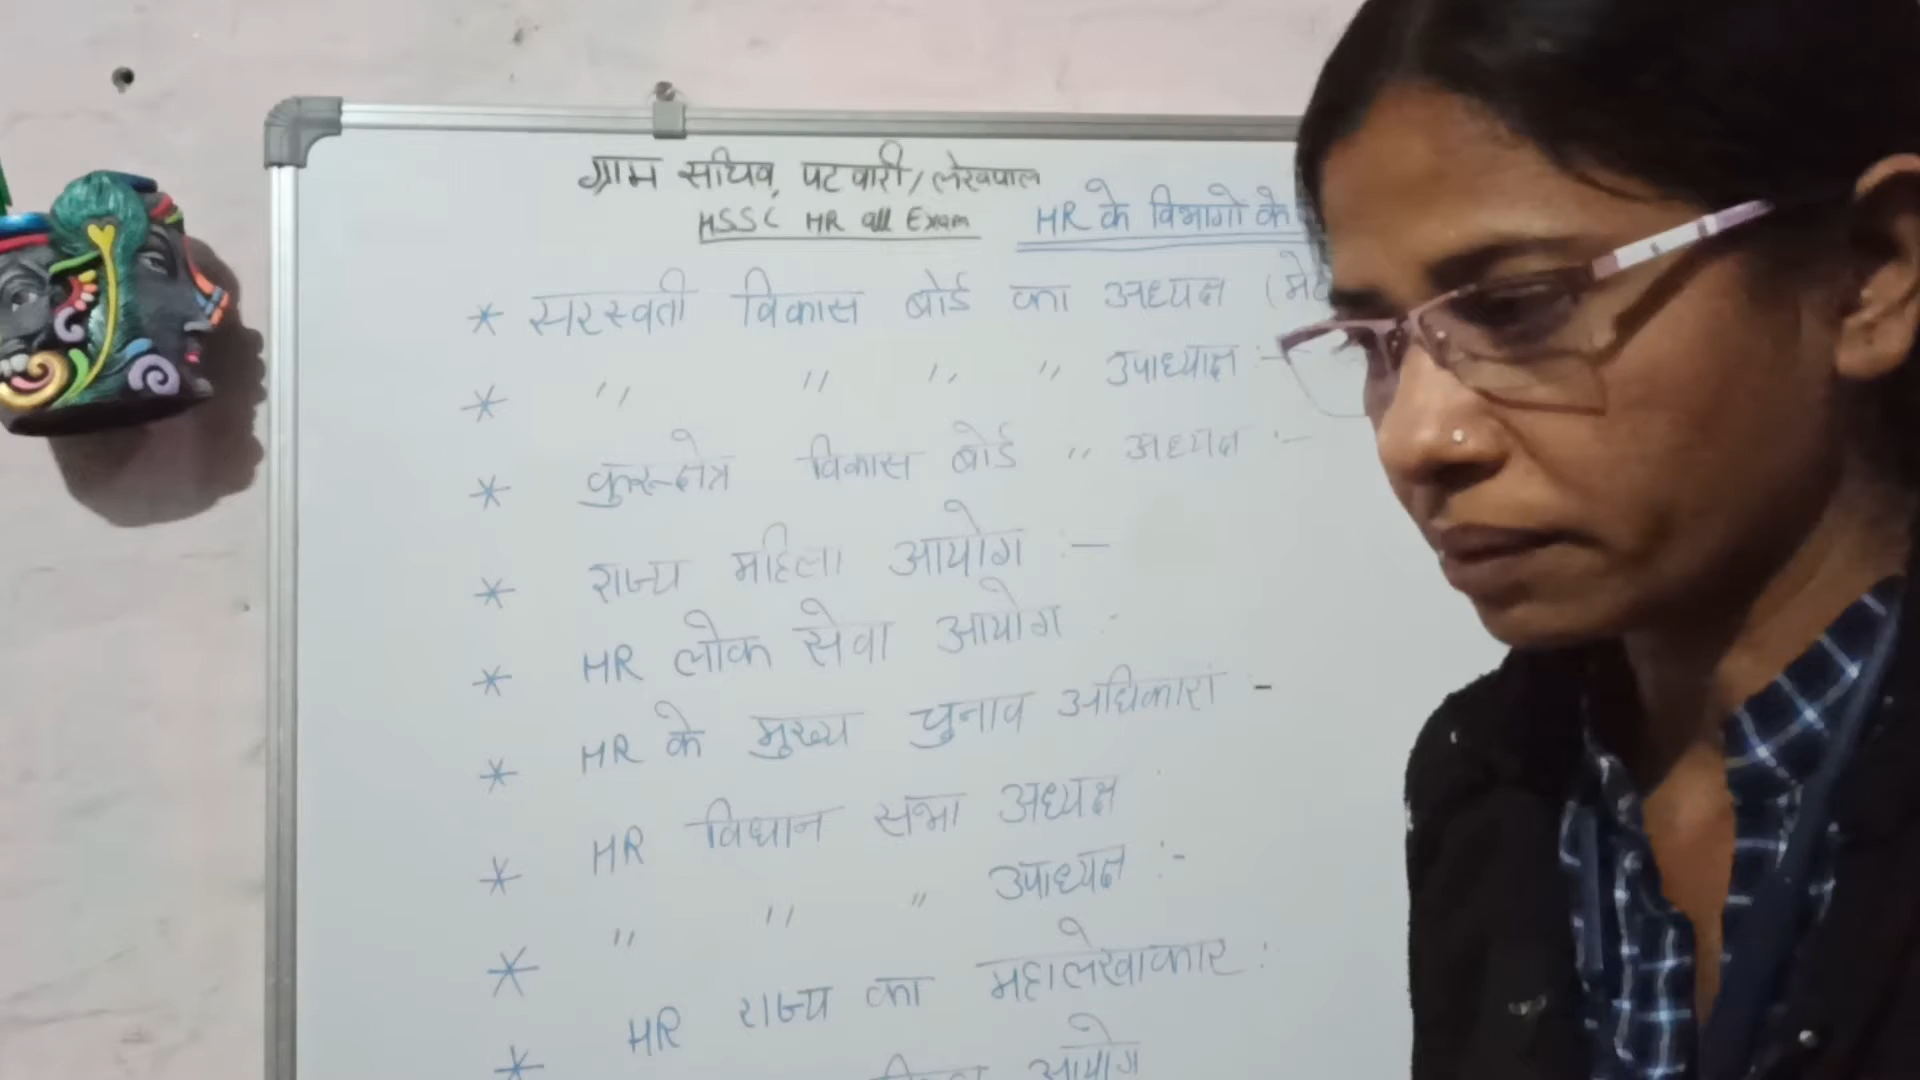 ग्राम सचिव, पटवारी/लेखपाल
HSSC HR all Exam
HR के विभागो के
* सरस्वती विकास बोर्ड का अध्यक्ष (मे
* " " " " उपाध्यक्ष :-
* कुरुक्षेत्र विकास बोर्ड " अध्यक्ष :-
* राज्य महिला आयोग :-
* HR लोक सेवा आयोग :-
* HR के मुख्य चुनाव अधिकारी -
* HR विधान सभा अध्यक्ष :
* " " " उपाध्यक्ष :-
* HR राज्य का महालेखाकार :
आयोग